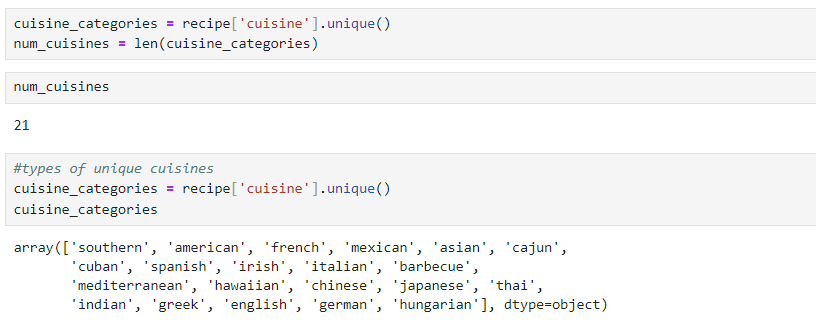 cuisine_categories = recipe['cuisine'].unique()
num_cuisines = len(cuisine_categories)
num_cuisines
21
#types of unique cuisines
cuisine_categories = recipe['cuisine'].unique()
cuisine_categories
array(['southern', 'american', 'french', 'mexican', 'asian', 'cajun',
       'cuban', 'spanish', 'irish', 'italian', 'barbecue',
       'mediterranean', 'hawaiian', 'chinese', 'japanese', 'thai',
       'indian', 'greek', 'english', 'german', 'hungarian'], dtype=object)